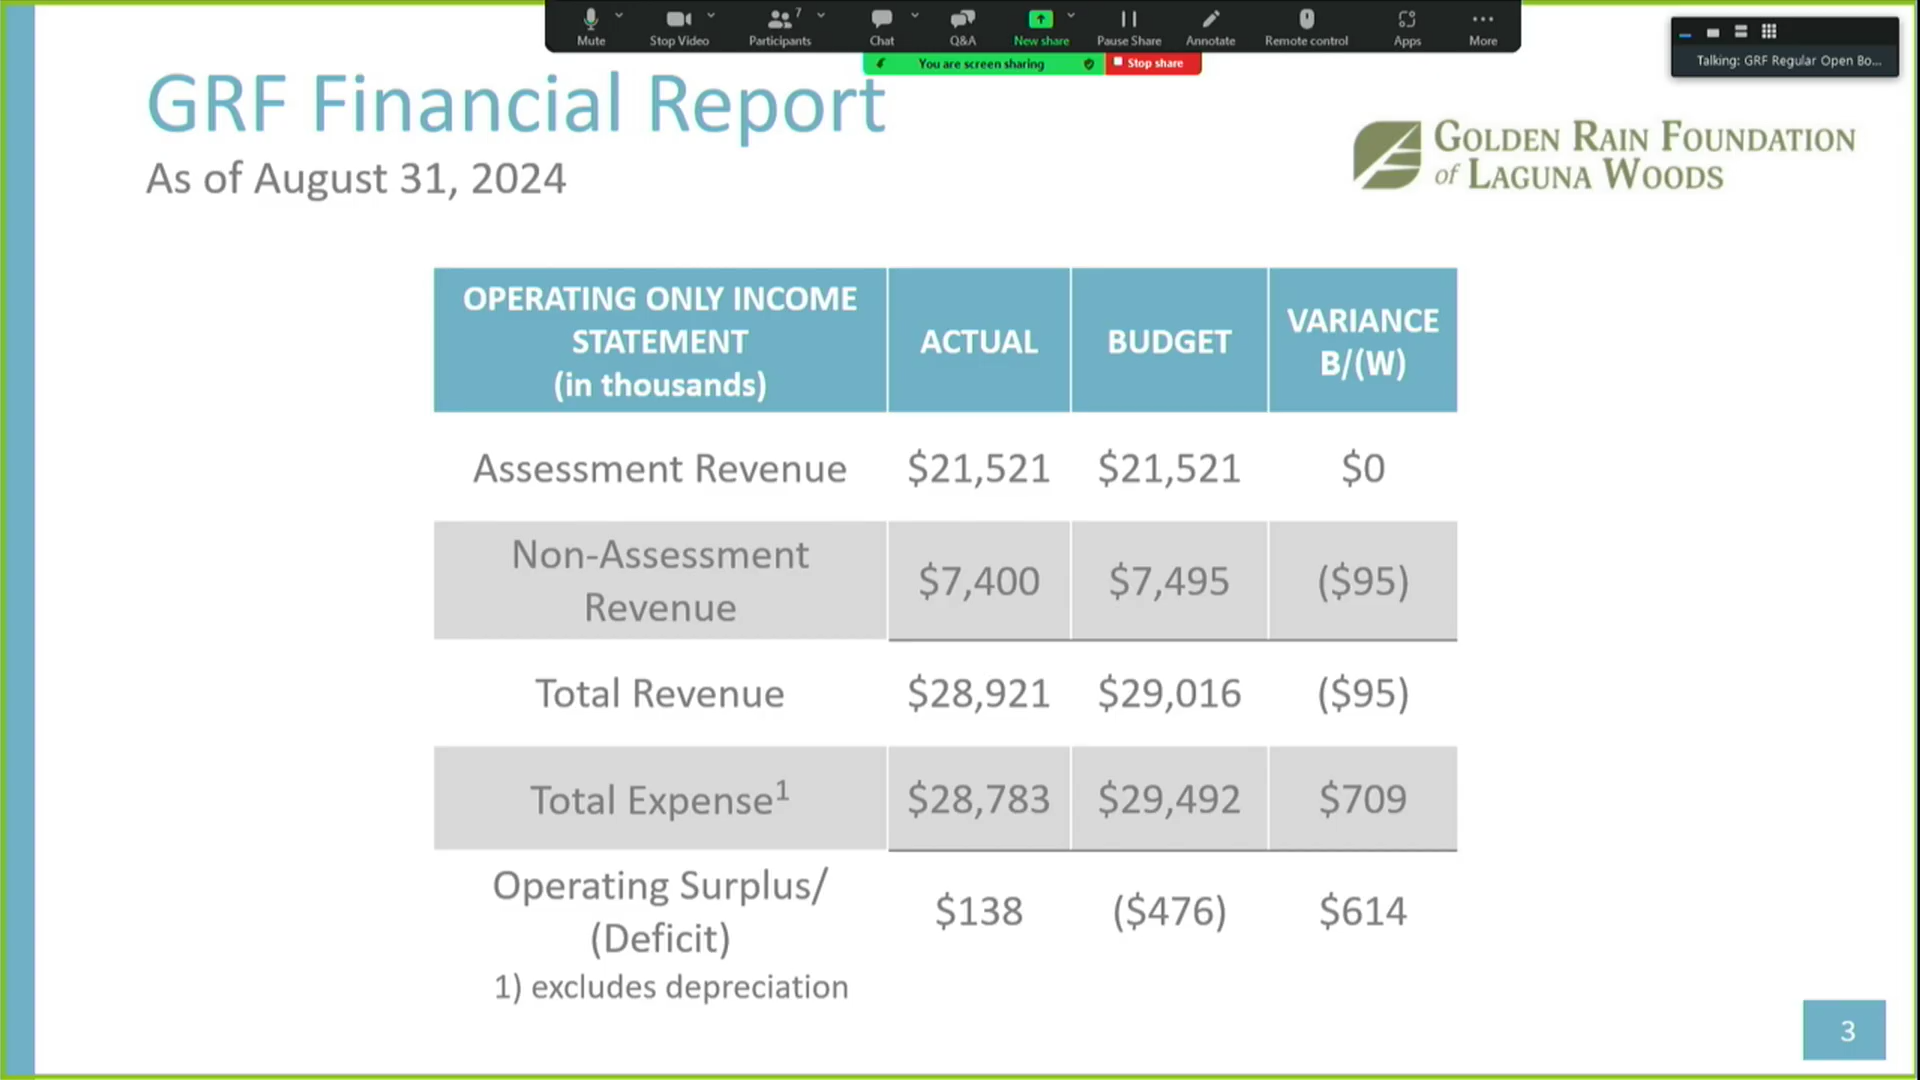 Mute
Stop Video
Participants
7
Chat
Q&A
New share
Pause Share
Annotate
Remote control
Apps
More
You are screen sharing
Stop share
Talking: GRF Regular Open Bo...
GRF Financial Report
As of August 31, 2024
GOLDEN RAIN FOUNDATION
of LAGUNA WOODS
OPERATING ONLY INCOME
STATEMENT
(in thousands)
ACTUAL
BUDGET
VARIANCE
B/(W)
Assessment Revenue $21,521 $21,521 $0
Non-Assessment
Revenue
$7,400 $7,495 ($95)
Total Revenue $28,921 $29,016 ($95)
Total Expense¹ $28,783 $29,492 $709
Operating Surplus/
(Deficit)
$138 ($476) $614
1) excludes depreciation
3